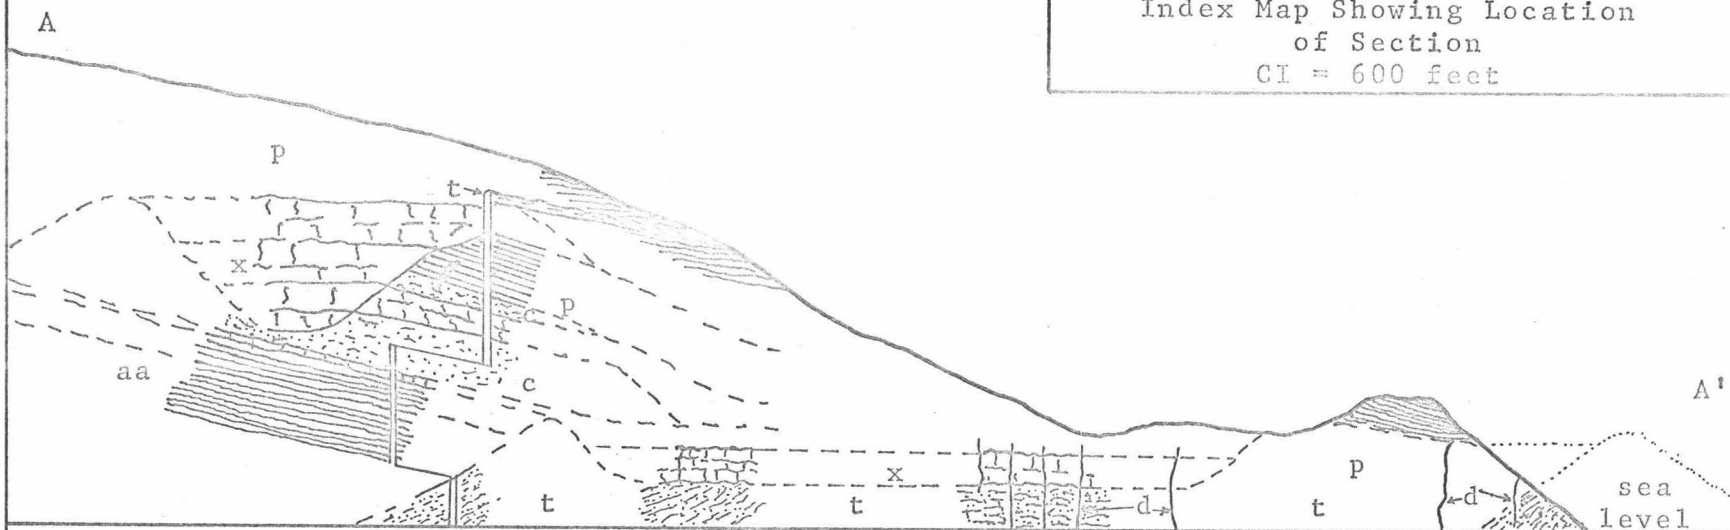 A
Index Map Showing Location
of Section
CI = 600 feet
p
t
x
c
p
aa
c
A'
x
p
t
t
d
t
d
sea
level